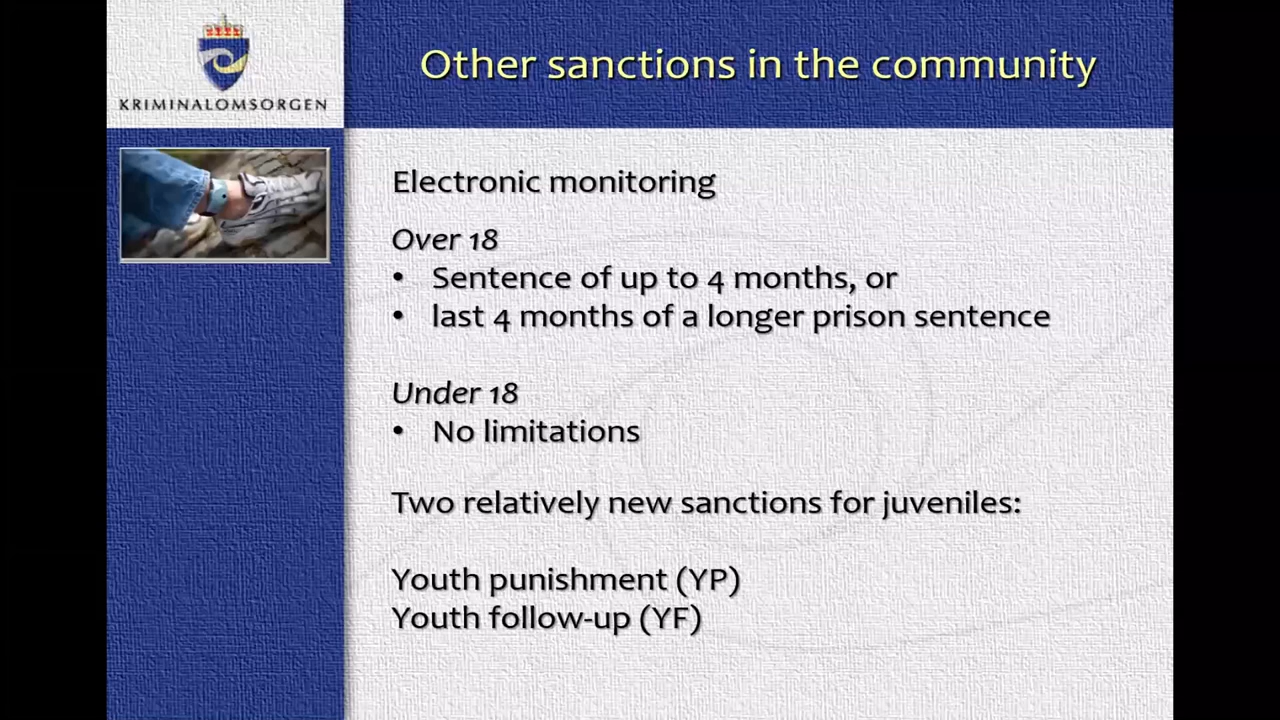 KRIMINALOMSORGEN
Other sanctions in the community
Electronic monitoring
Over 18
• Sentence of up to 4 months, or
• last 4 months of a longer prison sentence
Under 18
• No limitations
Two relatively new sanctions for juveniles:
Youth punishment (YP)
Youth follow-up (YF)